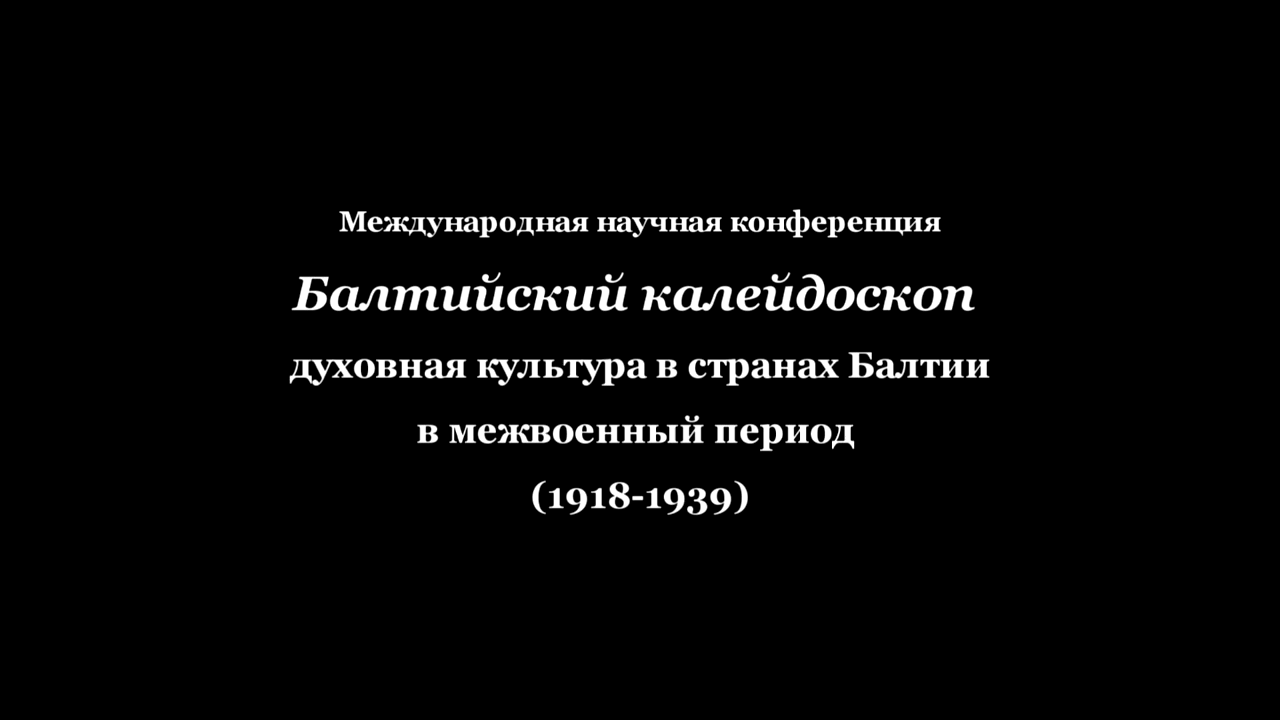 Международная научная конференция
Балтийский калейдоскоп
духовная культура в странах Балтии
в межвоенный период
(1918-1939)